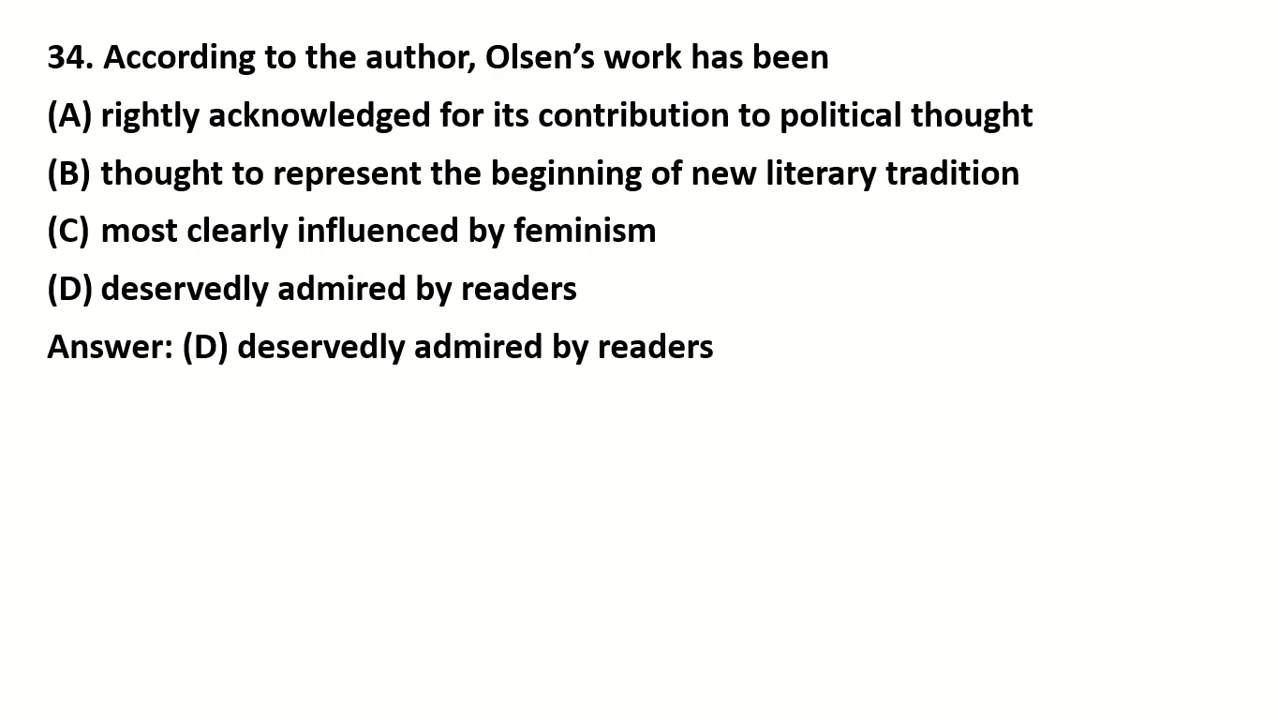 34. According to the author, Olsen’s work has been
(A) rightly acknowledged for its contribution to political thought
(B) thought to represent the beginning of new literary tradition
(C) most clearly influenced by feminism
(D) deservedly admired by readers
Answer: (D) deservedly admired by readers